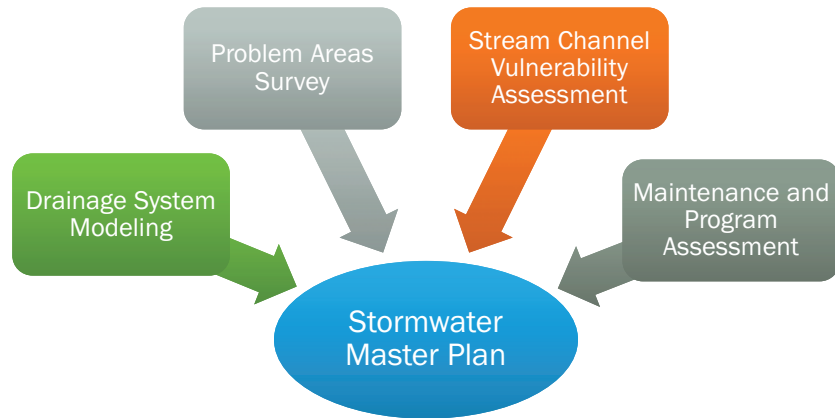 Problem Areas
Survey
Stream Channel
Vulnerability
Assessment
Drainage System
Modeling
Maintenance and
Program
Assessment
Stormwater
Master Plan